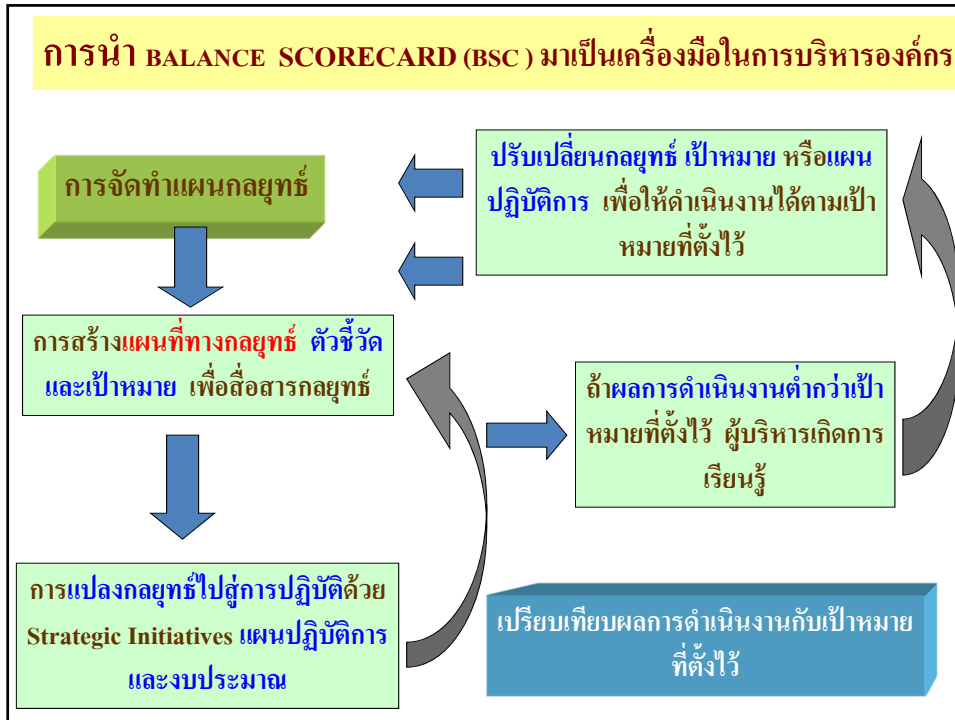 การนำ BALANCE SCORECARD (BSC ) มาเป็นเครื่องมือในการบริหารองค์กร
การจัดทำแผนกลยุทธ์
ปรับเปลี่ยนกลยุทธ์ เป้าหมาย หรือแผน
ปฏิบัติการ เพื่อให้ดำเนินงานได้ตามเป้า
หมายที่ตั้งไว้
การสร้างแผนที่ทางกลยุทธ์ ตัวชี้วัด
และเป้าหมาย เพื่อสื่อสารกลยุทธ์
ถ้าผลการดำเนินงานต่ำกว่าเป้า
หมายที่ตั้งไว้ ผู้บริหารเกิดการ
เรียนรู้
การแปลงกลยุทธ์ไปสู่การปฏิบัติด้วย
Strategic Initiatives แผนปฏิบัติการ
และงบประมาณ
เปรียบเทียบผลการดำเนินงานกับเป้าหมาย
ที่ตั้งไว้